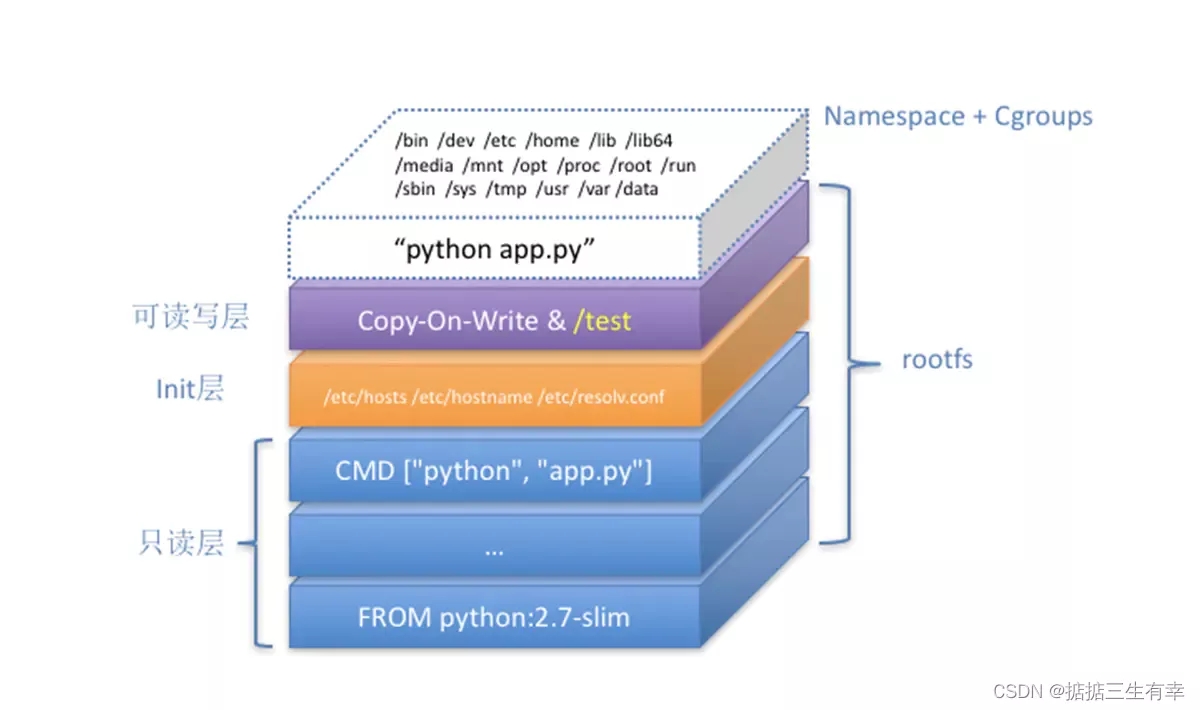 Namespace + Cgroups
/bin /dev /etc /home /lib /lib64
/media /mnt /opt /proc /root /run
/sbin /sys /tmp /usr /var /data
“python app.py”
可读写层
Copy-On-Write & /test
rootfs
Init层
/etc/hosts /etc/hostname /etc/resolv.conf
CMD ["python", "app.py"]
只读层
...
FROM python:2.7-slim
CSDN @掂掂三生有幸